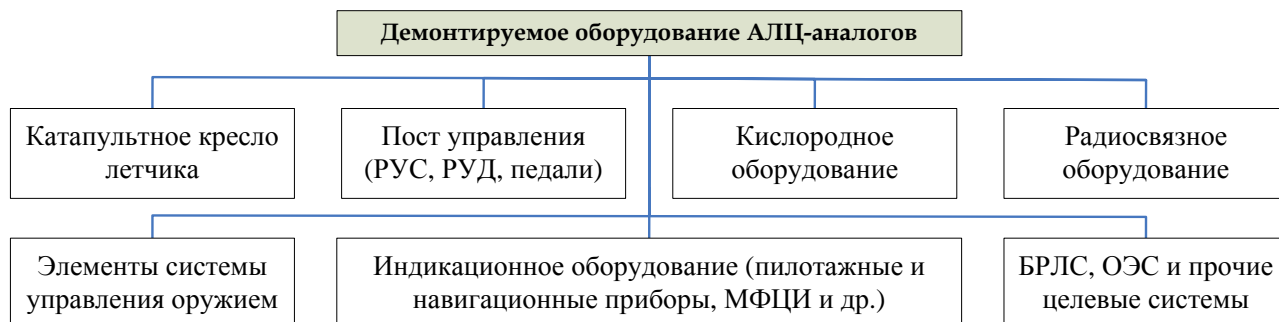 Демонтируемое оборудование АЛЦ-аналогов
Катапультное кресло
летчика
Пост управления
(РУС, РУД, педали)
Кислородное
оборудование
Радиосвязное
оборудование
Элементы системы
управления оружием
Индикационное оборудование (пилотажные и
навигационные приборы, МФЦИ и др.)
БРЛС, ОЭС и прочие
целевые системы